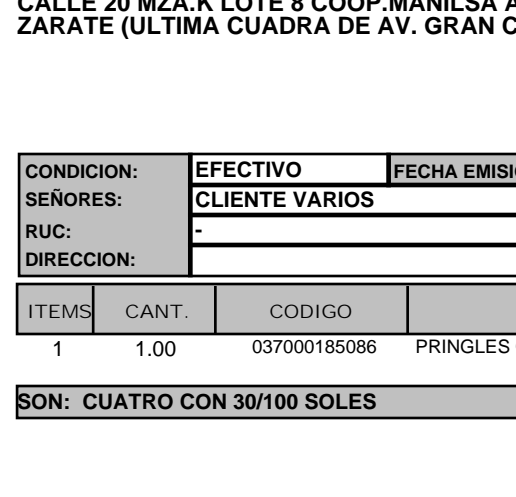 CALLE 20 MZA.K LOTE 8 COOP.MANILSA
ZARATE (ULTIMA CUADRA DE AV. GRAN
CONDICION: EFECTIVO FECHA
SEÑORES: CLIENTE VARIOS
RUC: -
DIRECCION:
ITEMS CANT. CODIGO
1 1.00 037000185086 PRINGLES
SON: CUATRO CON 30/100 SOLES